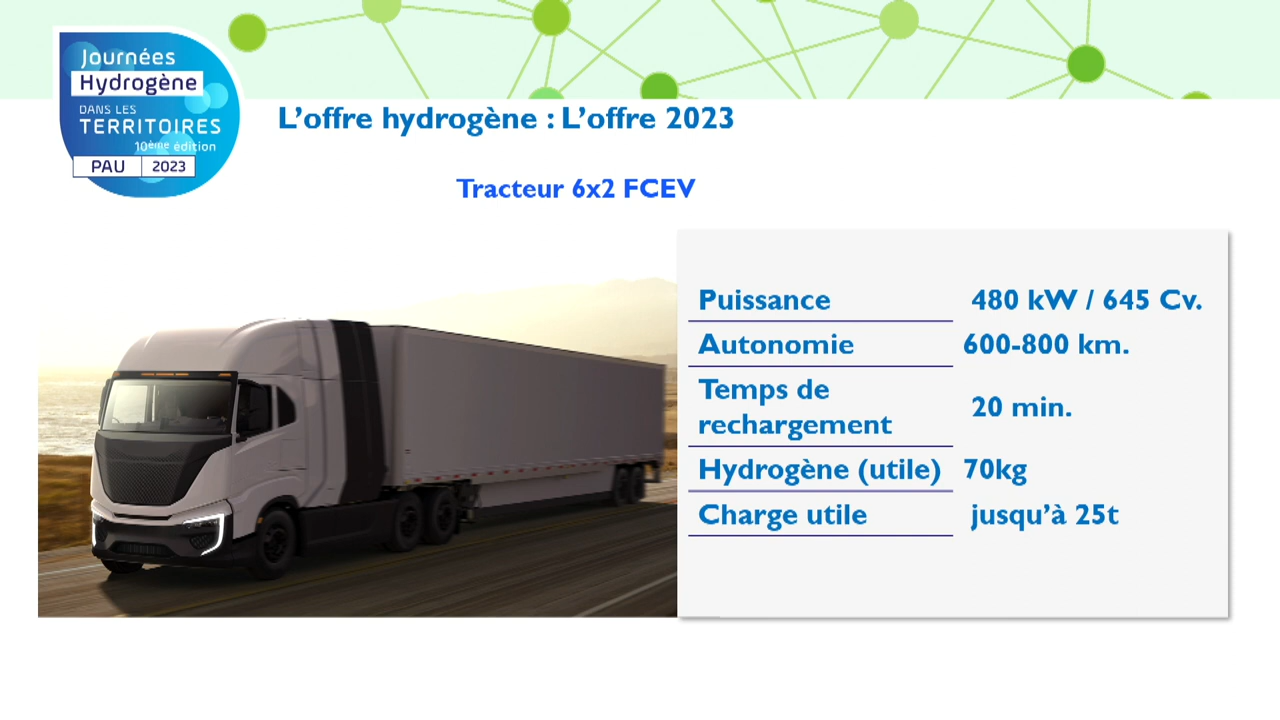 Journées
Hydrogène
DANS LES
TERRITOIRES
10ème édition
PAU 2023
L’offre hydrogène : L’offre 2023
Tracteur 6x2 FCEV
Puissance 480 kW / 645 Cv.
Autonomie 600-800 km.
Temps de
rechargement 20 min.
Hydrogène (utile) 70kg
Charge utile jusqu’à 25t